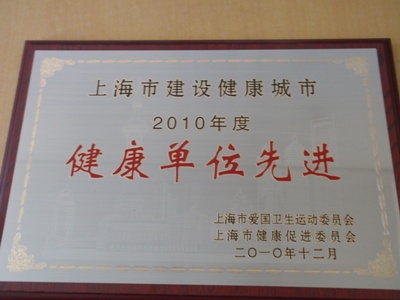 上海市建设健康城市
2010年度
健康单位先进
上海市爱国卫生运动委员会
上海市健康促进委员会
二〇一〇年十二月